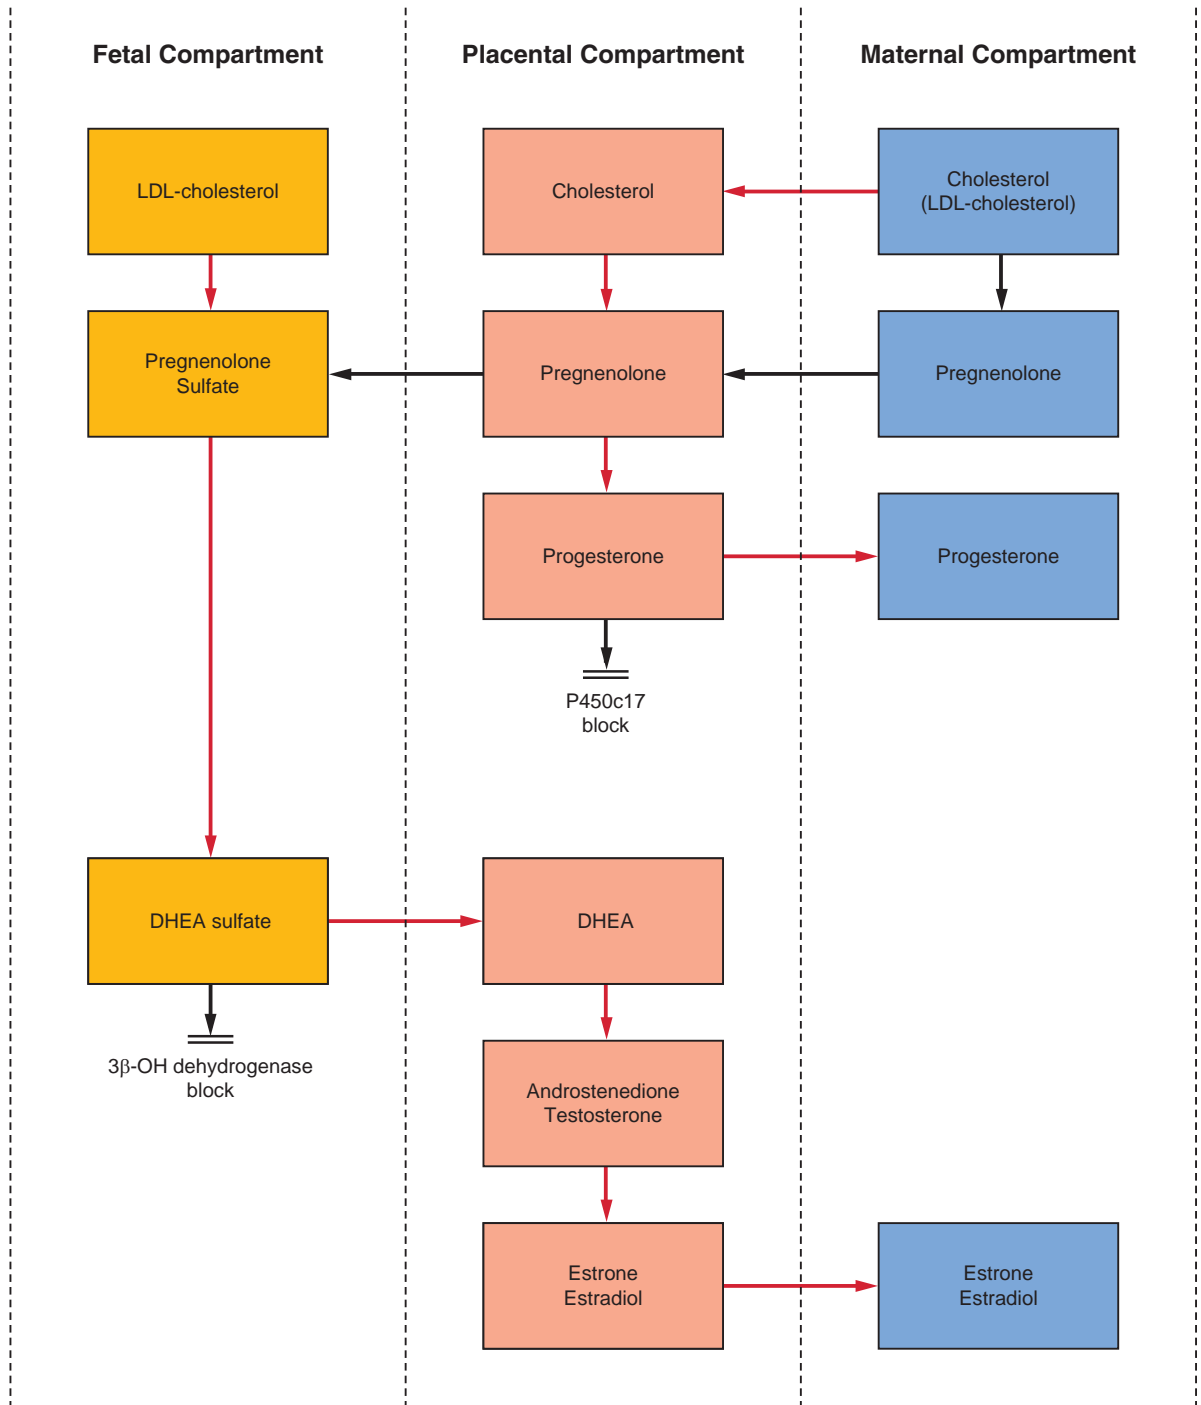 Fetal Compartment
Placental Compartment
Maternal Compartment
LDL-cholesterol
Cholesterol
Cholesterol
(LDL-cholesterol)
Pregnenolone
Sulfate
Pregnenolone
Pregnenolone
Progesterone
Progesterone
P450c17
block
DHEA sulfate
DHEA
3β-OH dehydrogenase
block
Androstenedione
Testosterone
Estrone
Estradiol
Estrone
Estradiol